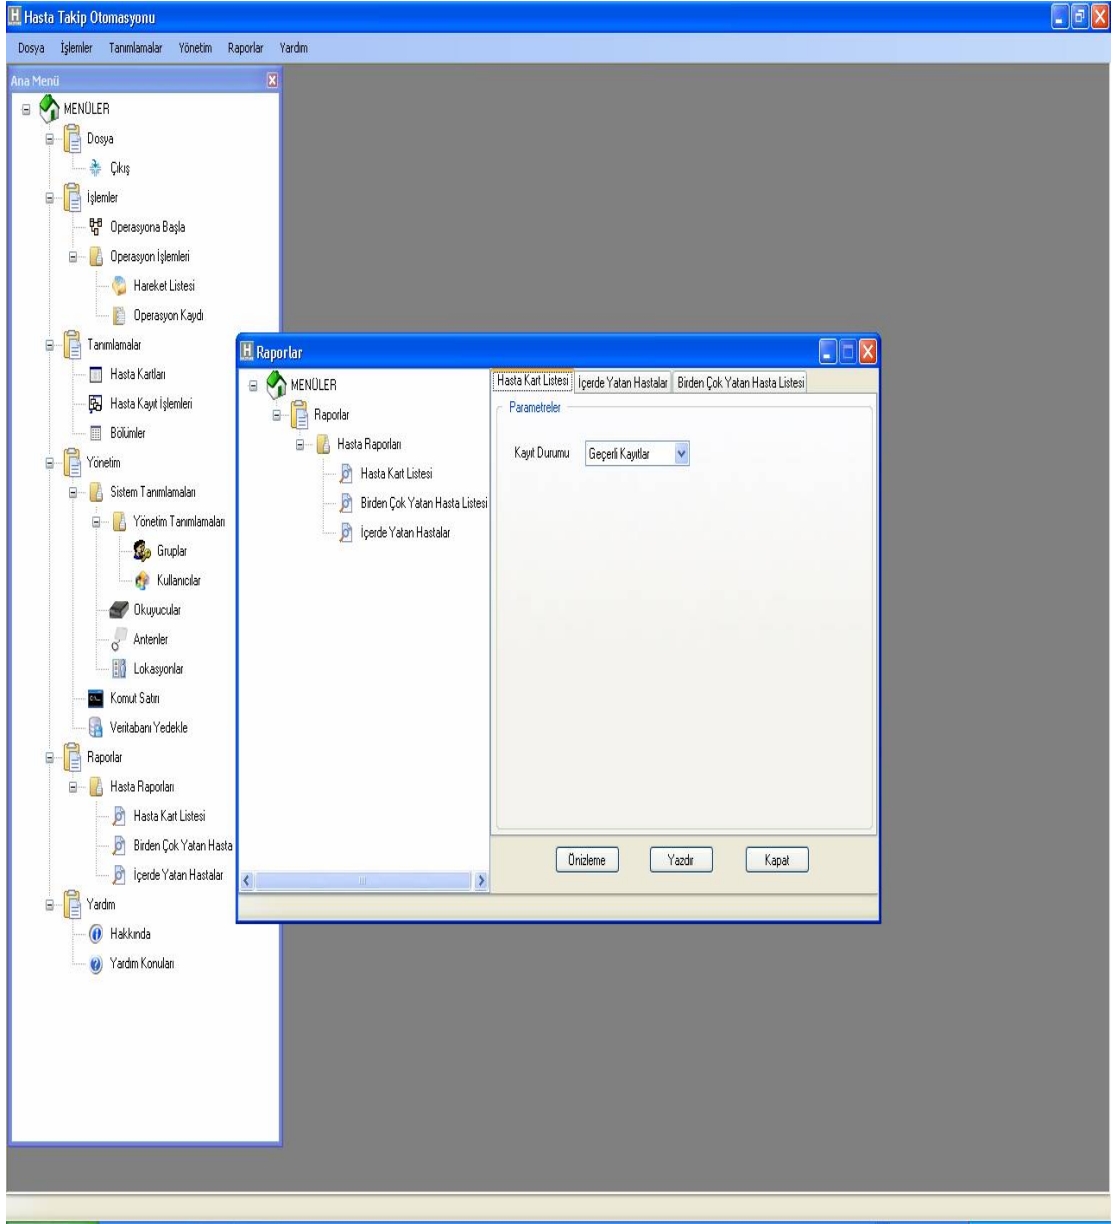 Hasta Takip Otomasyonu
Dosya İşlemler Tanımlamalar Yönetim Raporlar Yardım
Ana Menü
MENÜLER
Dosya
Çıkış
İşlemler
Operasyona Başla
Operasyon İşlemleri
Hareket Listesi
Operasyon Kaydı
Tanımlamalar
Hasta Kartları
Hasta Kayıt İşlemleri
Bölümler
Yönetim
Sistem Tanımlamaları
Yönetim Tanımlamaları
Gruplar
Kullanıcılar
Okuyucular
Antenler
Lokasyonlar
Komut Satırı
Veritabanı Yedekle
Raporlar
Hasta Raporları
Hasta Kart Listesi
Birden Çok Yatan Hasta
İçerde Yatan Hastalar
Yardım
Hakkında
Yardım Konuları
Raporlar
MENÜLER
Raporlar
Hasta Raporları
Hasta Kart Listesi
Birden Çok Yatan Hasta Listesi
İçerde Yatan Hastalar
Hasta Kart Listesi İçerde Yatan Hastalar Birden Çok Yatan Hasta Listesi
Parametreler
Kayıt Durumu Geçerli Kayıtlar
Önizleme Yazdır Kapat